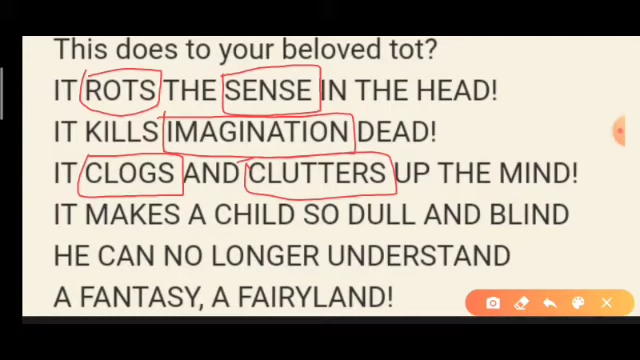 This does to your beloved tot?
IT ROTS THE SENSE IN THE HEAD!
IT KILLS IMAGINATION DEAD!
IT CLOGS AND CLUTTERS UP THE MIND!
IT MAKES A CHILD SO DULL AND BLIND
HE CAN NO LONGER UNDERSTAND
A FANTASY, A FAIRYLAND!